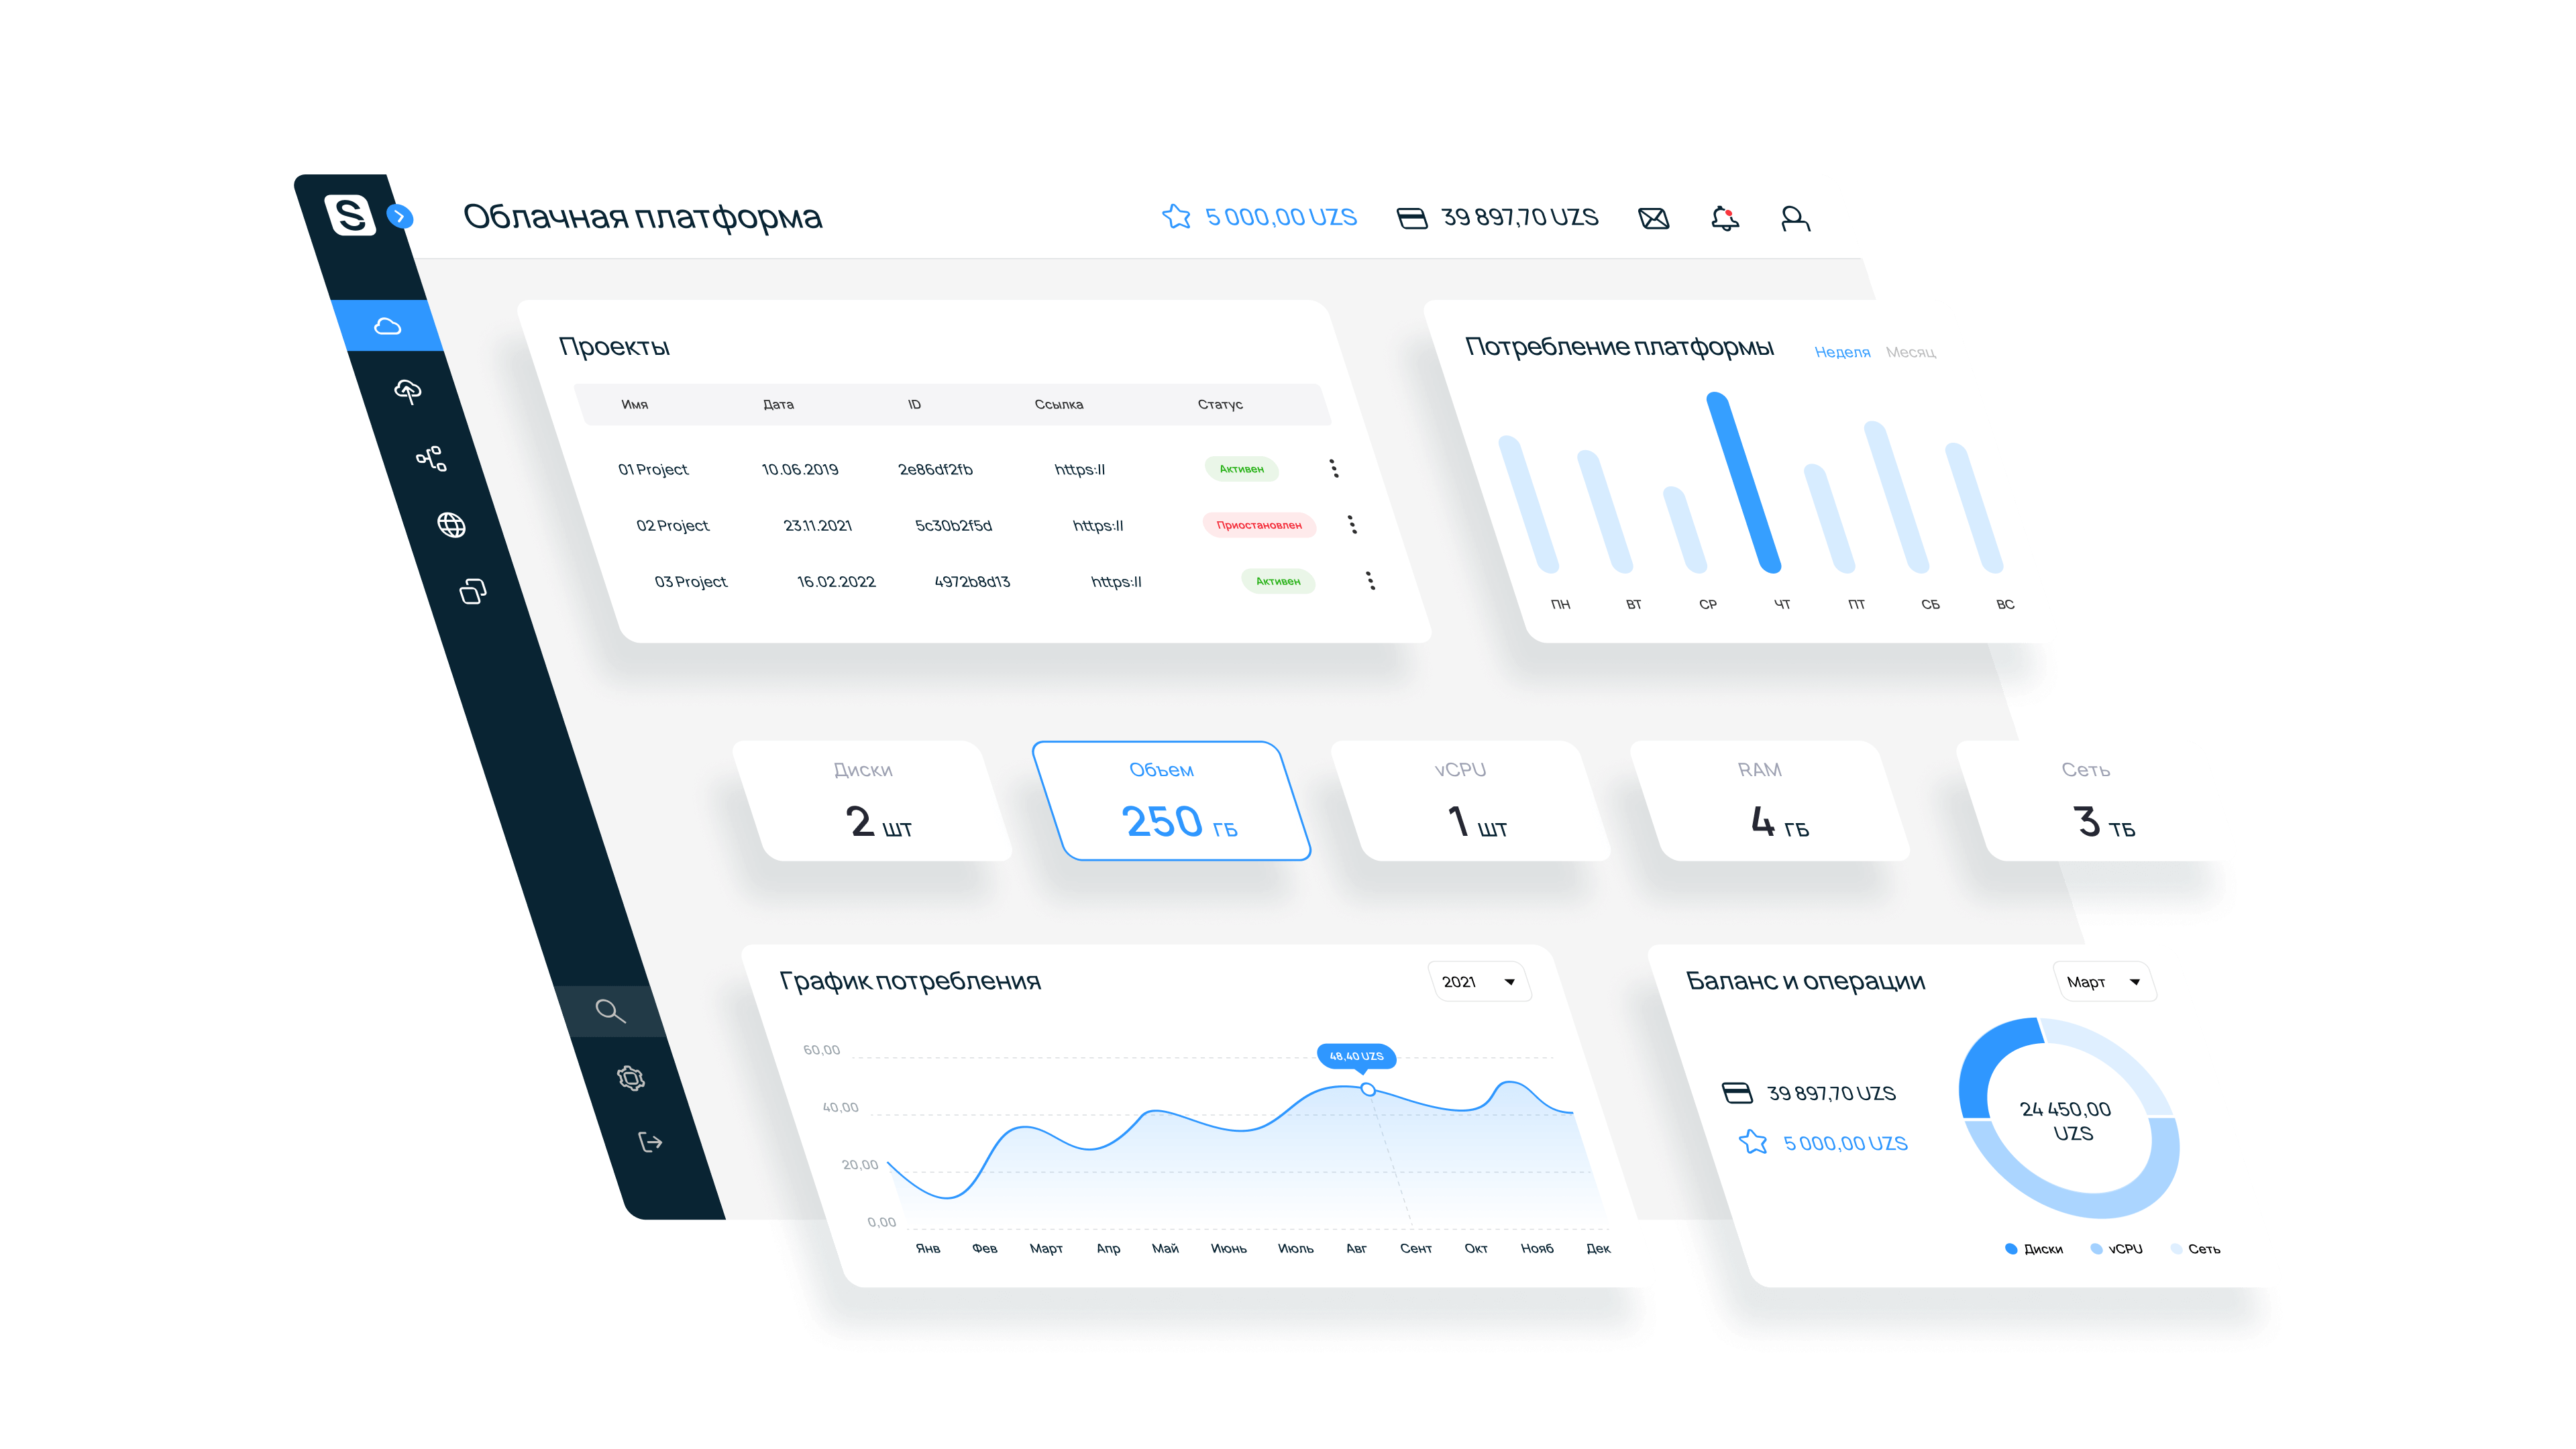 S
Облачная платформа
5 000,00 UZS
39 897,70 UZS
Проекты
Имя Дата ID Ссылка Статус
01 Project 10.06.2019 2e86df2fb https:// Активен
02 Project 23.11.2021 5c30b2f5d https:// Приостановлен
03 Project 16.02.2022 4972b8d13 https:// Активен
Потребление платформы
Неделя Месяц
ПН ВТ СР ЧТ ПТ СБ ВС
Диски
2 ШТ
Обьем
250 ГБ
vCPU
1 ШТ
RAM
4 ГБ
Сеть
3 ТБ
График потребления
2021
60,00
40,00
20,00
0,00
48,40 UZS
Янв Фев Март Апр Май Июнь Июль Авг Сент Окт Нояб Дек
Баланс и операции
Март
39 897,70 UZS
5 000,00 UZS
24 450,00
UZS
Диски vCPU Сеть